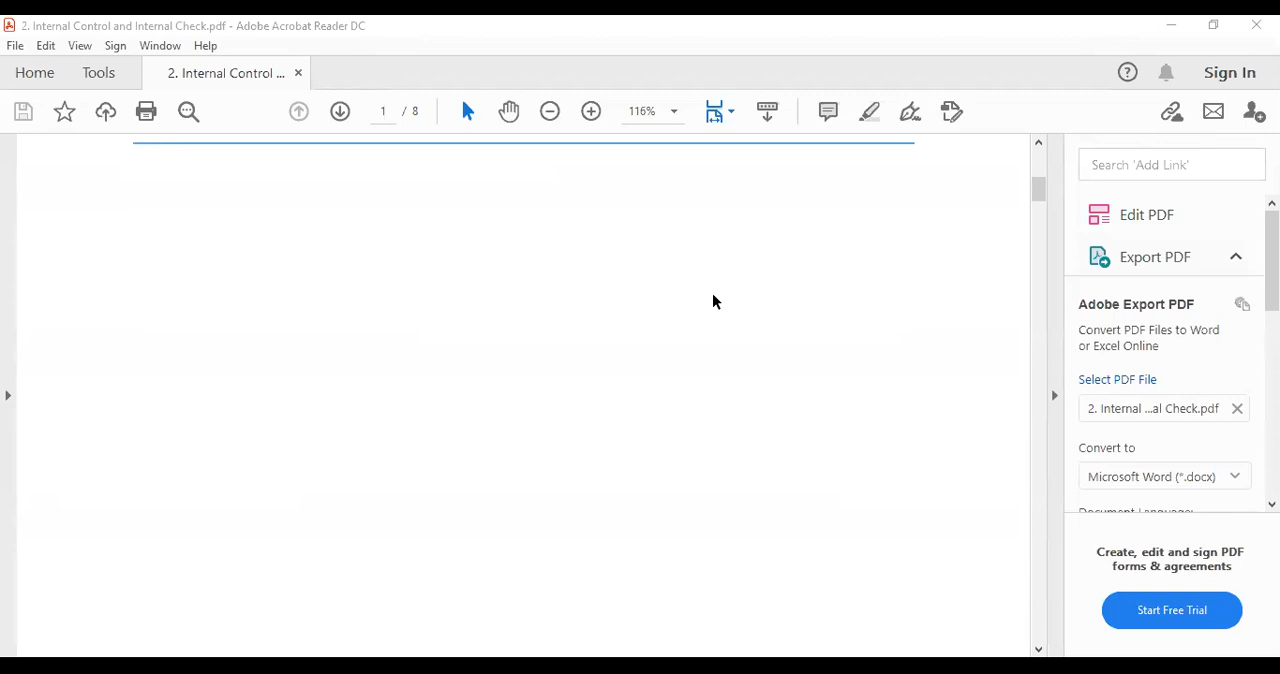 2. Internal Control and Internal Check.pdf - Adobe Acrobat Reader DC
File Edit View Sign Window Help
Home Tools 2. Internal Control ... × Sign In
1 / 8 116%
Search 'Add Link'
Edit PDF
Export PDF
Adobe Export PDF
Convert PDF Files to Word
or Excel Online
Select PDF File
2. Internal ...al Check.pdf
Convert to
Microsoft Word (*.docx)
Document Language:
Create, edit and sign PDF
forms & agreements
Start Free Trial